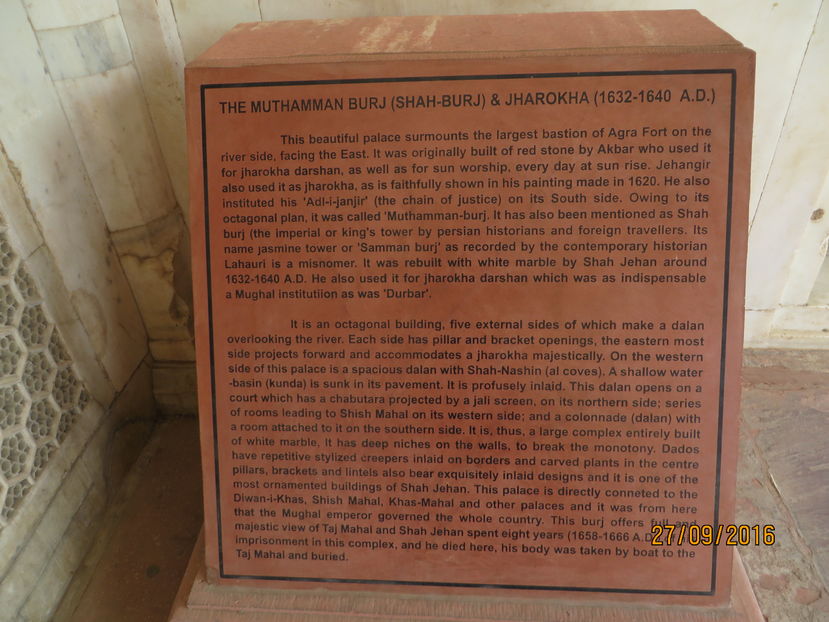 THE MUTHAMMAN BURJ (SHAH-BURJ) & JHAROKHA (1632-1640 A.D.)
This beautiful palace surmounts the largest bastion of Agra Fort on the
river side, facing the East. It was originally built of red stone by Akbar who used it
for jharokha darshan, as well as for sun worship, every day at sun rise. Jehangir
also used it as jharokha, as is faithfully shown in his painting made in 1620. He also
instituted his 'Adl-i-janjir' (the chain of justice) on its South side. Owing to its
octagonal plan, it was called 'Muthamman-burj. It has also been mentioned as Shah
burj (the imperial or king's tower by persian historians and foreign travellers. Its
name jasmine tower or 'Samman burj' as recorded by the contemporary historian
Lahauri is a misnomer. It was rebuilt with white marble by Shah Jehan around
1632-1640 A.D. He also used it for jharokha darshan which was as indispensable
a Mughal institutiion as was 'Durbar'.
It is an octagonal building, five external sides of which make a dalan
overlooking the river. Each side has pillar and bracket openings, the eastern most
side projects forward and accommodates a jharokha majestically. On the western
side of this palace is a spacious dalan with Shah-Nashin (al coves). A shallow water
-basin (kunda) is sunk in its pavement. It is profusely inlaid. This dalan opens on a
court which has a chabutara projected by a jali screen, on its northern side; series
of rooms leading to Shish Mahal on its western side; and a colonnade (dalan) with
a room attached to it on the southern side. It is, thus, a large complex entirely built
of white marble, It has deep niches on the walls, to break the monotony. Dados
have repetitive stylized creepers inlaid on borders and carved plants in the centre
pillars, brackets and lintels also bear exquisitely inlaid designs and it is one of the
most ornamented buildings of Shah Jehan. This palace is directly conneted to the
Diwan-i-Khas, Shish Mahal, Khas-Mahal and other palaces and it was from here
that the Mughal emperor governed the whole country. This burj offers full and
majestic view of Taj Mahal and Shah Jehan spent eight years (1658-1666 A.D
imprisonment in this complex, and he died here, his body was taken by boat to the
Taj Mahal and buried.
27/09/2016